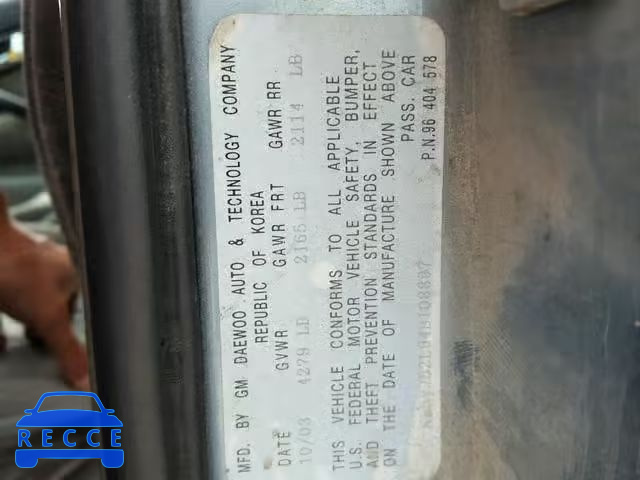 MFD. BY GM DAEWOO AUTO & TECHNOLOGY COMPANY
REPUBLIC OF KOREA
DATE GVWR GAWR FRT GAWR RR
10/03 4279 LB 2165 LB 2114 LB
THIS VEHICLE CONFORMS TO ALL APPLICABLE
U.S. FEDERAL MOTOR VEHICLE SAFETY, BUMPER,
AND THEFT PREVENTION STANDARDS IN EFFECT
ON THE DATE OF MANUFACTURE SHOWN ABOVE
PASS. CAR
P.N.96 404 578
RECCE